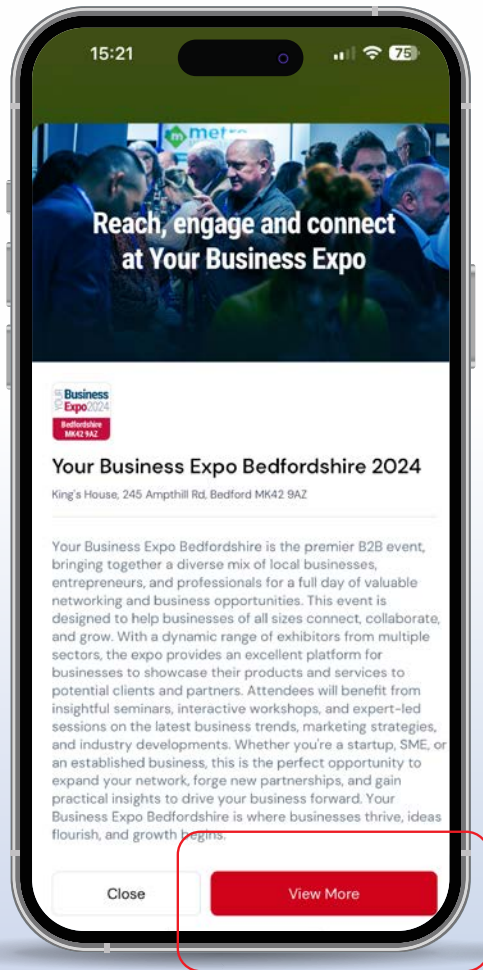 15:21
75
metro
Reach, engage and connect
at Your Business Expo
YOUR Business
Expo2024
Bedfordshire
MK42 9AZ
Your Business Expo Bedfordshire 2024
King's House, 245 Ampthill Rd, Bedford MK42 9AZ
Your Business Expo Bedfordshire is the premier B2B event,
bringing together a diverse mix of local businesses,
entrepreneurs, and professionals for a full day of valuable
networking and business opportunities. This event is
designed to help businesses of all sizes connect, collaborate,
and grow. With a dynamic range of exhibitors from multiple
sectors, the expo provides an excellent platform for
businesses to showcase their products and services to
potential clients and partners. Attendees will benefit from
insightful seminars, interactive workshops, and expert-led
sessions on the latest business trends, marketing strategies,
and industry developments. Whether you're a startup, SME, or
an established business, this is the perfect opportunity to
expand your network, forge new partnerships, and gain
practical insights to drive your business forward. Your
Business Expo Bedfordshire is where businesses thrive, ideas
flourish, and growth begins.
Close
View More